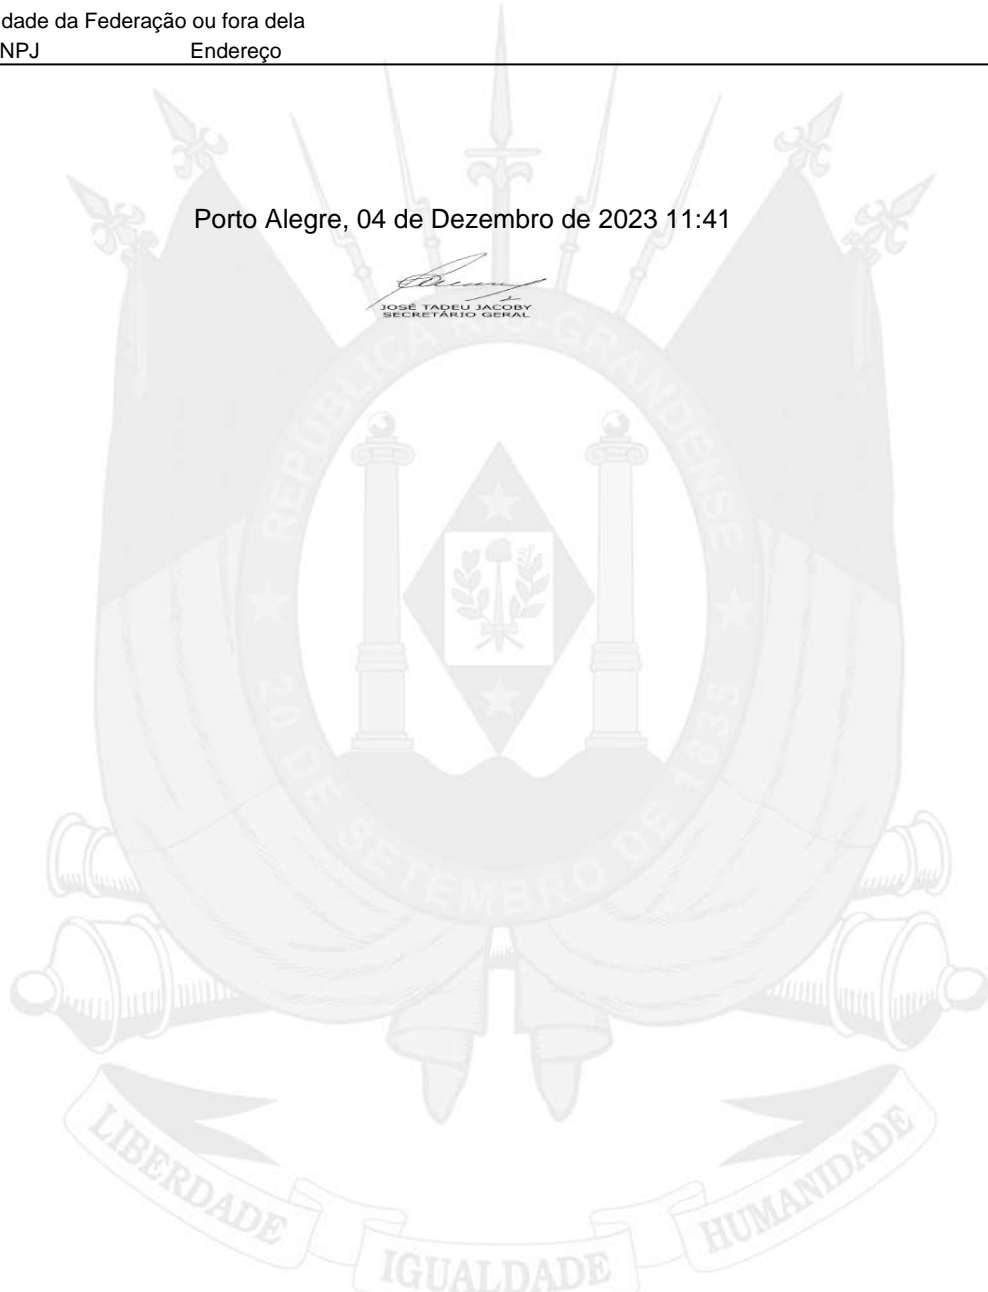 dade da Federação ou fora dela
NPJ Endereço
Porto Alegre, 04 de Dezembro de 2023 11:41
JOSÉ TADEU JACOBY
SECRETÁRIO GERAL
REPÚBLICA RIO-GRANDENSE
20 DE SETEMBRO DE 1835
LIBERDADE IGUALDADE HUMANIDADE